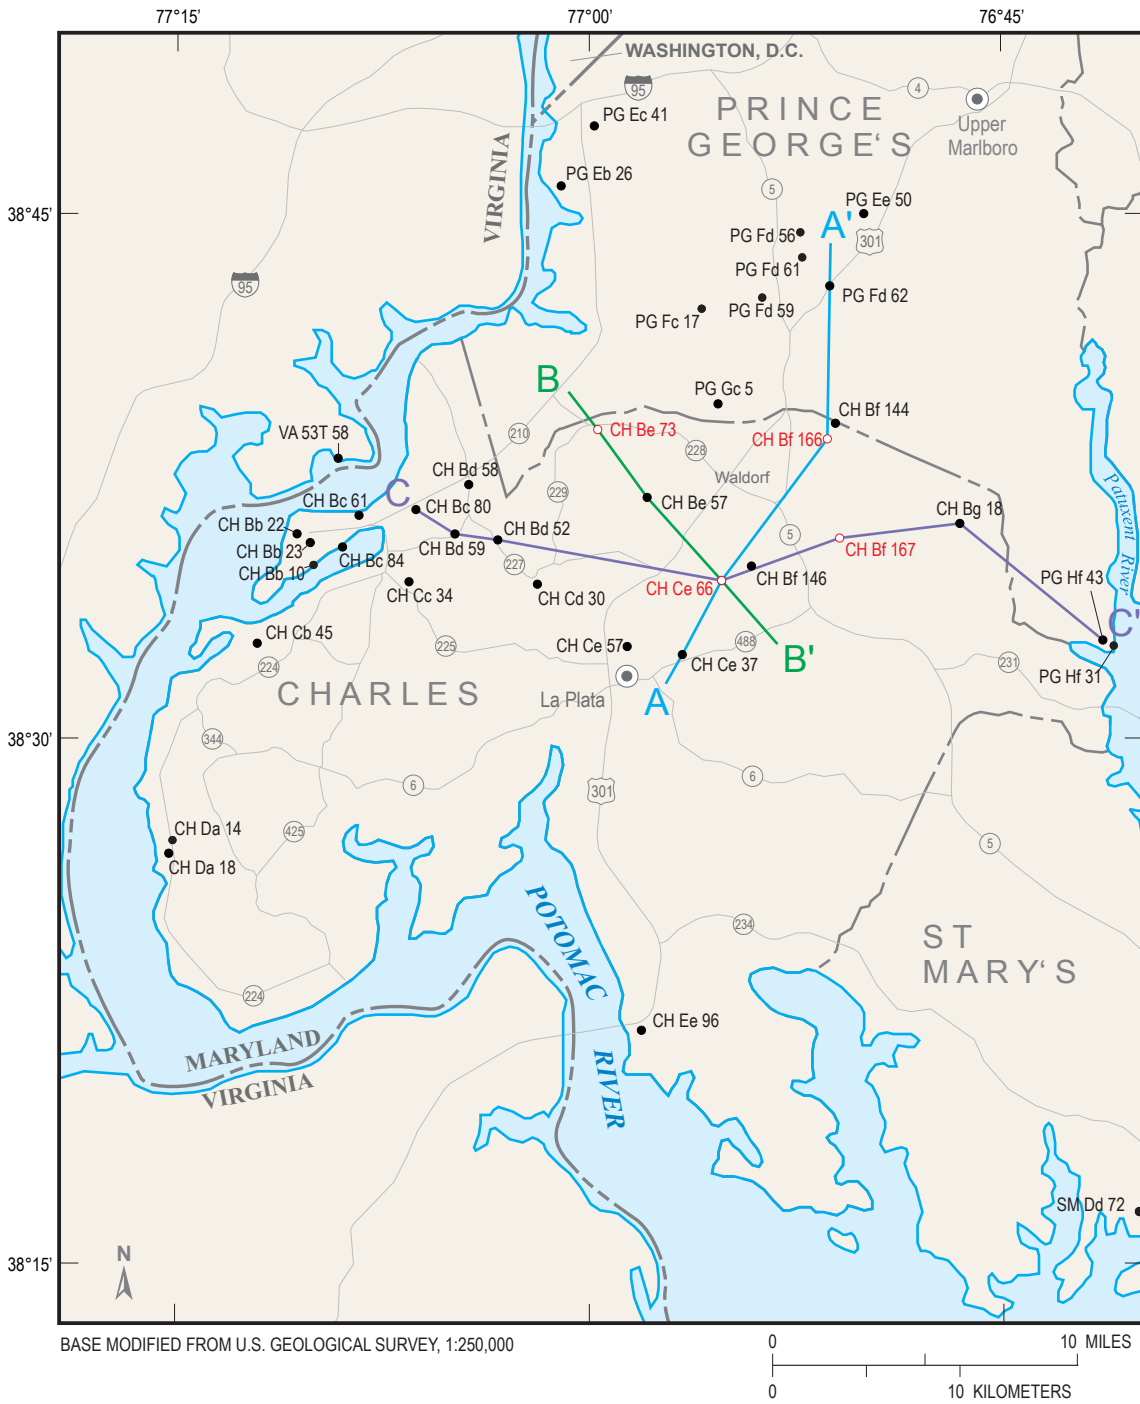 77°15'
77°00'
76°45'
WASHINGTON, D.C.
95
4
PG Ec 41
PRINCE
GEORGE'S
Upper
Marlboro
VIRGINIA
PG Eb 26
5
PG Ee 50
38°45'
A'
PG Fd 56
301
PG Fd 61
95
PG Fd 62
PG Fd 59
PG Fc 17
B
PG Gc 5
CH Bf 144
CH Be 73
210
CH Bf 166
VA 53T 58
228
Waldorf
CH Bd 58
C
229
CH Be 57
CH Bc 61
CH Bc 80
CH Bg 18
Patuxent River
CH Bb 22
CH Bd 52
5
CH Bb 23
CH Bd 59
CH Bf 167
CH Bc 84
227
CH Bb 10
CH Bf 146
PG Hf 43
CH Cc 34
CH Cd 30
CH Ce 66
C'
CH Cb 45
225
CH Ce 57
488
B'
CH Ce 37
231
PG Hf 31
224
CHARLES
La Plata
A
38°30'
344
6
6
301
425
CH Da 14
5
CH Da 18
POTOMAC
RIVER
234
ST
MARY'S
224
CH Ee 96
MARYLAND
VIRGINIA
SM Dd 72
38°15'
N
BASE MODIFIED FROM U.S. GEOLOGICAL SURVEY, 1:250,000
0
10 MILES
0
10 KILOMETERS